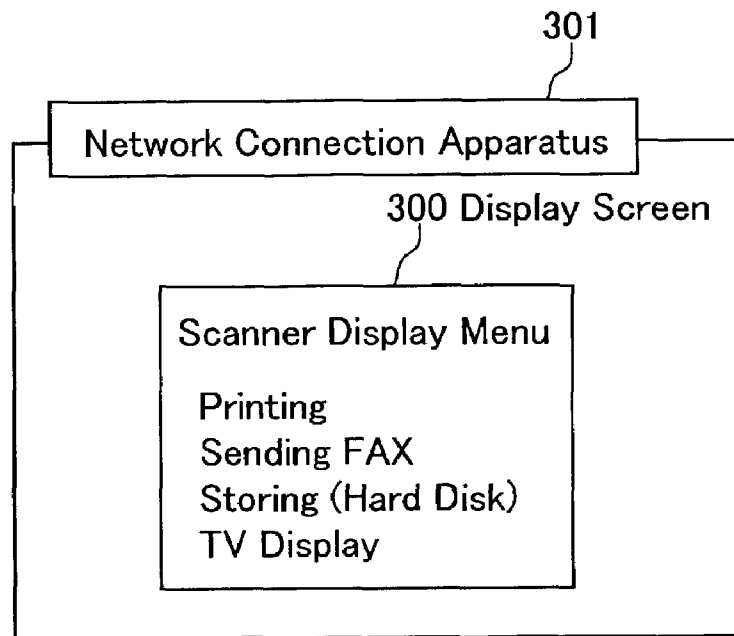 301
Network Connection Apparatus
300 Display Screen
Scanner Display Menu
Printing
Sending FAX
Storing (Hard Disk)
TV Display